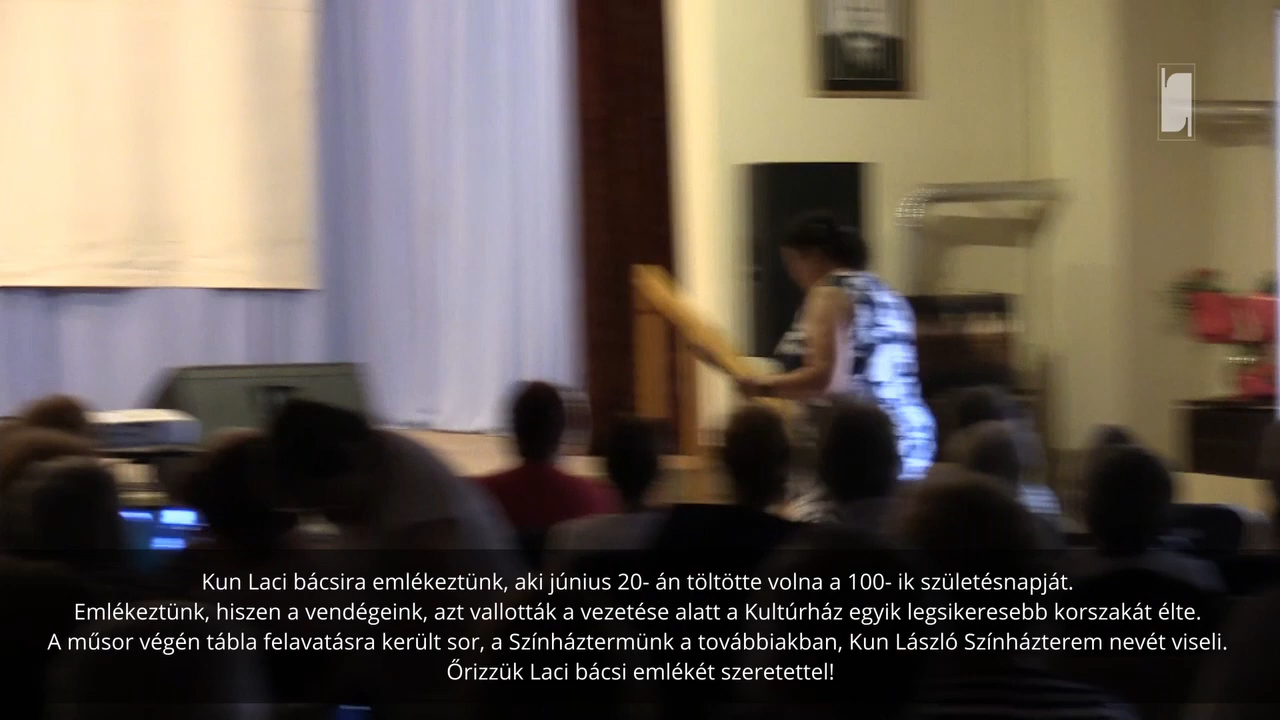 Kun Laci bácsira emlékeztünk, aki június 20- án töltötte volna a 100- ik születésnapját.
Emlékeztünk, hiszen a vendégeink, azt vallották a vezetése alatt a Kultúrház egyik legsikeresebb korszakát élte.
A műsor végén tábla felavatásra került sor, a Színháztermünk a továbbiakban, Kun László Színházterem nevét viseli.
Őrizzük Laci bácsi emlékét szeretettel!